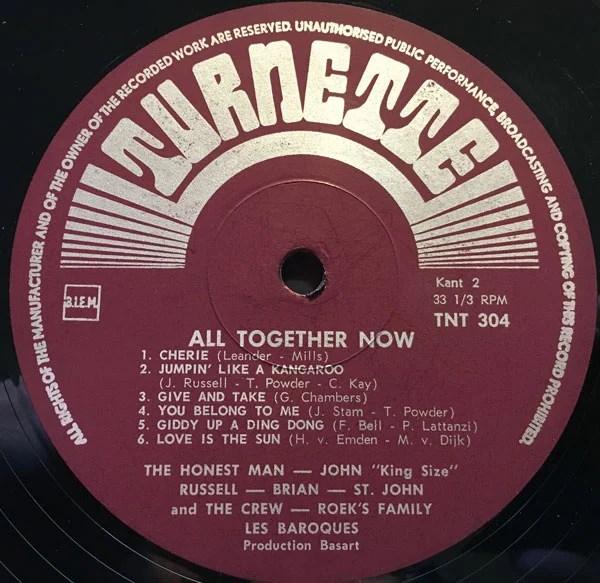 ALL RIGHTS OF THE MANUFACTURER AND OF THE OWNER OF THE RECORDED WORK ARE RESERVED. UNAUTHORISED PUBLIC PERFORMANCE, BROADCASTING AND COPYING OF THIS RECORD PROHIBITED.
TURNETTE
B.I.E.M.
Kant 2
33 1/3 RPM
TNT 304
ALL TOGETHER NOW
1. CHERIE (Leander - Mills)
2. JUMPIN' LIKE A KANGAROO
(J. Russell - T. Powder - C. Kay)
3. GIVE AND TAKE (G. Chambers)
4. YOU BELONG TO ME (J. Stam - T. Powder)
5. GIDDY UP A DING DONG (F. Bell - P. Lattanzi)
6. LOVE IS THE SUN (H. v. Emden - M. v. Dijk)
THE HONEST MAN — JOHN "King Size"
RUSSELL — BRIAN — ST. JOHN
and THE CREW — ROEK'S FAMILY
LES BAROQUES
Production Basart